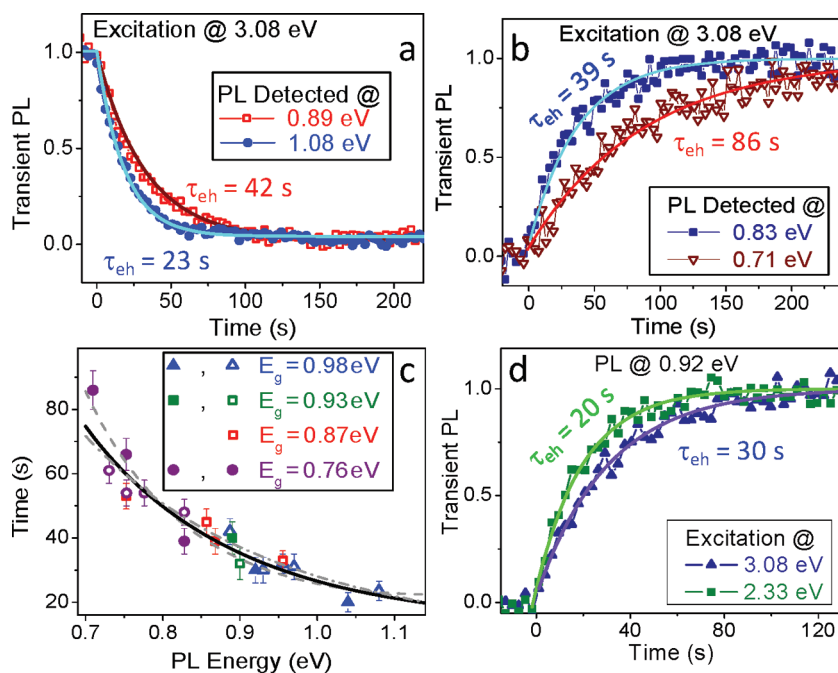 Excitation @ 3.08 eV
a
PL Detected @
0.89 eV
1.08 eV
τeh = 42 s
τeh = 23 s
Transient PL
1.0
0.5
0.0
0 50 100 150 200
Time (s)
Excitation @ 3.08 eV
b
τeh = 39 s
τeh = 86 s
PL Detected @
0.83 eV
0.71 eV
Transient PL
1.0
0.5
0.0
0 50 100 150 200
Time (s)
c
, Eg = 0.98eV
, Eg = 0.93eV
, Eg = 0.87eV
, Eg = 0.76eV
Time (s)
80
60
40
20
0.7 0.8 0.9 1.0 1.1
PL Energy (eV)
PL @ 0.92 eV
d
τeh = 20 s
τeh = 30 s
Excitation @
3.08 eV
2.33 eV
Transient PL
1.0
0.5
0.0
0 40 80 120
Time (s)